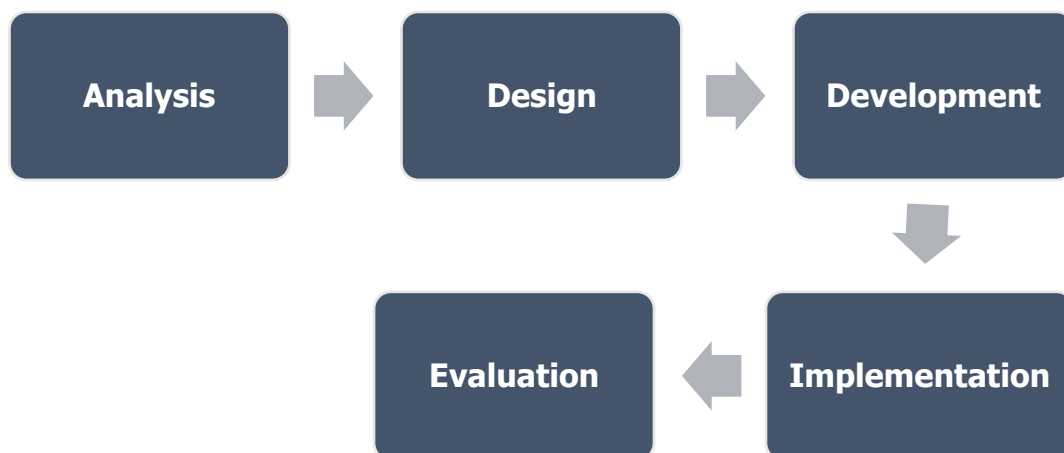 Analysis
Design
Development
Implementation
Evaluation